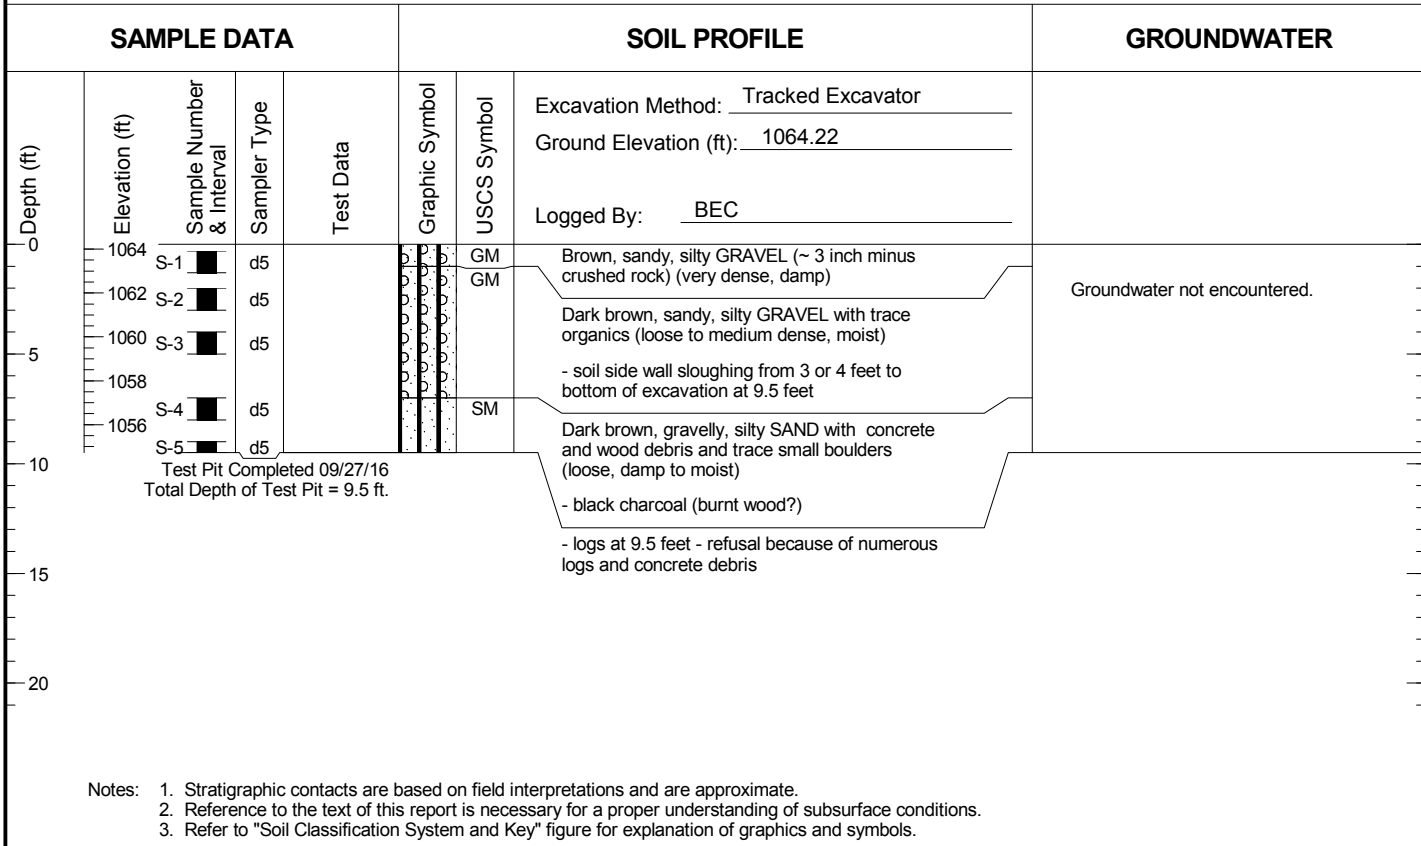 SAMPLE DATA
SOIL PROFILE
GROUNDWATER
Depth (ft)
Elevation (ft)
Sample Number
& Interval
Sampler Type
Test Data
Graphic Symbol
USCS Symbol
Excavation Method: Tracked Excavator
Ground Elevation (ft): 1064.22
Logged By: BEC
0
5
10
15
20
1064
1062
1060
1058
1056
S-1 d5
S-2 d5
S-3 d5
S-4 d5
S-5 d5
Test Pit Completed 09/27/16
Total Depth of Test Pit = 9.5 ft.
GM
GM
SM
Brown, sandy, silty GRAVEL (~ 3 inch minus
crushed rock) (very dense, damp)
Dark brown, sandy, silty GRAVEL with trace
organics (loose to medium dense, moist)
- soil side wall sloughing from 3 or 4 feet to
bottom of excavation at 9.5 feet
Dark brown, gravelly, silty SAND with concrete
and wood debris and trace small boulders
(loose, damp to moist)
- black charcoal (burnt wood?)
- logs at 9.5 feet - refusal because of numerous
logs and concrete debris
Groundwater not encountered.
Notes: 1. Stratigraphic contacts are based on field interpretations and are approximate.
2. Reference to the text of this report is necessary for a proper understanding of subsurface conditions.
3. Refer to "Soil Classification System and Key" figure for explanation of graphics and symbols.